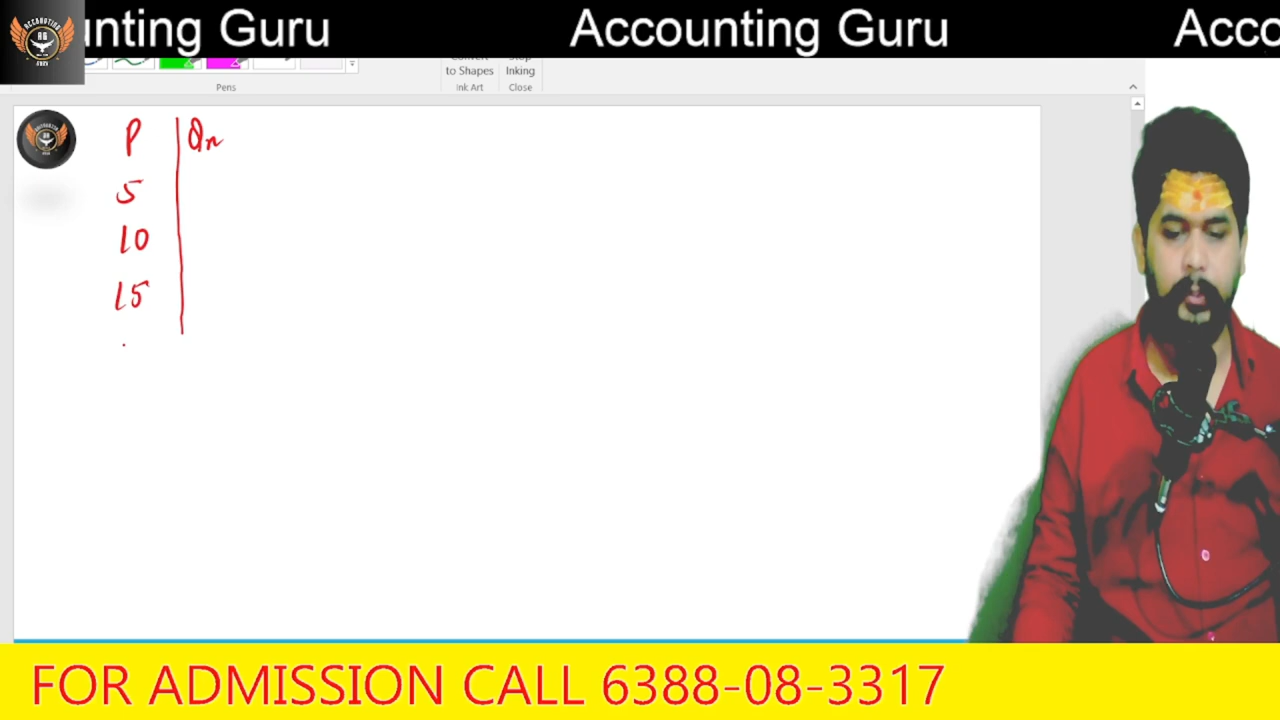 unting Guru Accounting Guru Acco
to Shapes Inking
Pens Ink Art Close
P Qn
5
10
15
FOR ADMISSION CALL 6388-08-3317